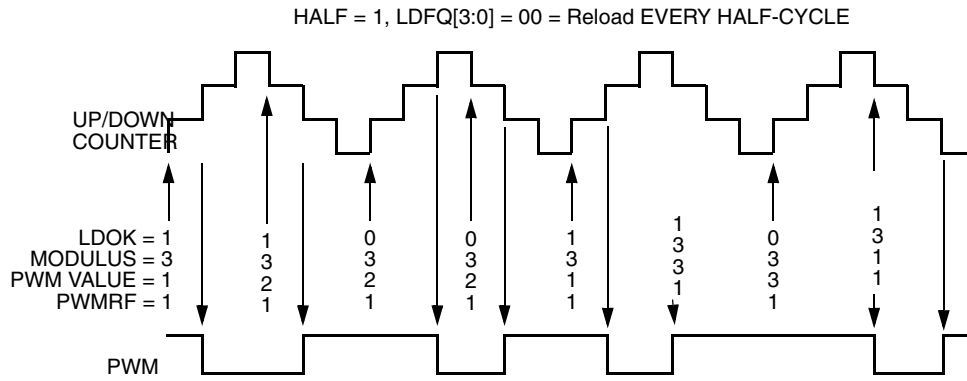 HALF = 1, LDFQ[3:0] = 00 = Reload EVERY HALF-CYCLE
UP/DOWN
COUNTER
LDOK = 1 1 0 0 1 1 0 1
MODULUS = 3 3 3 3 3 3 3 3
PWM VALUE = 1 2 2 2 1 3 3 1
PWMRF = 1 1 1 1 1 1 1 1
PWM